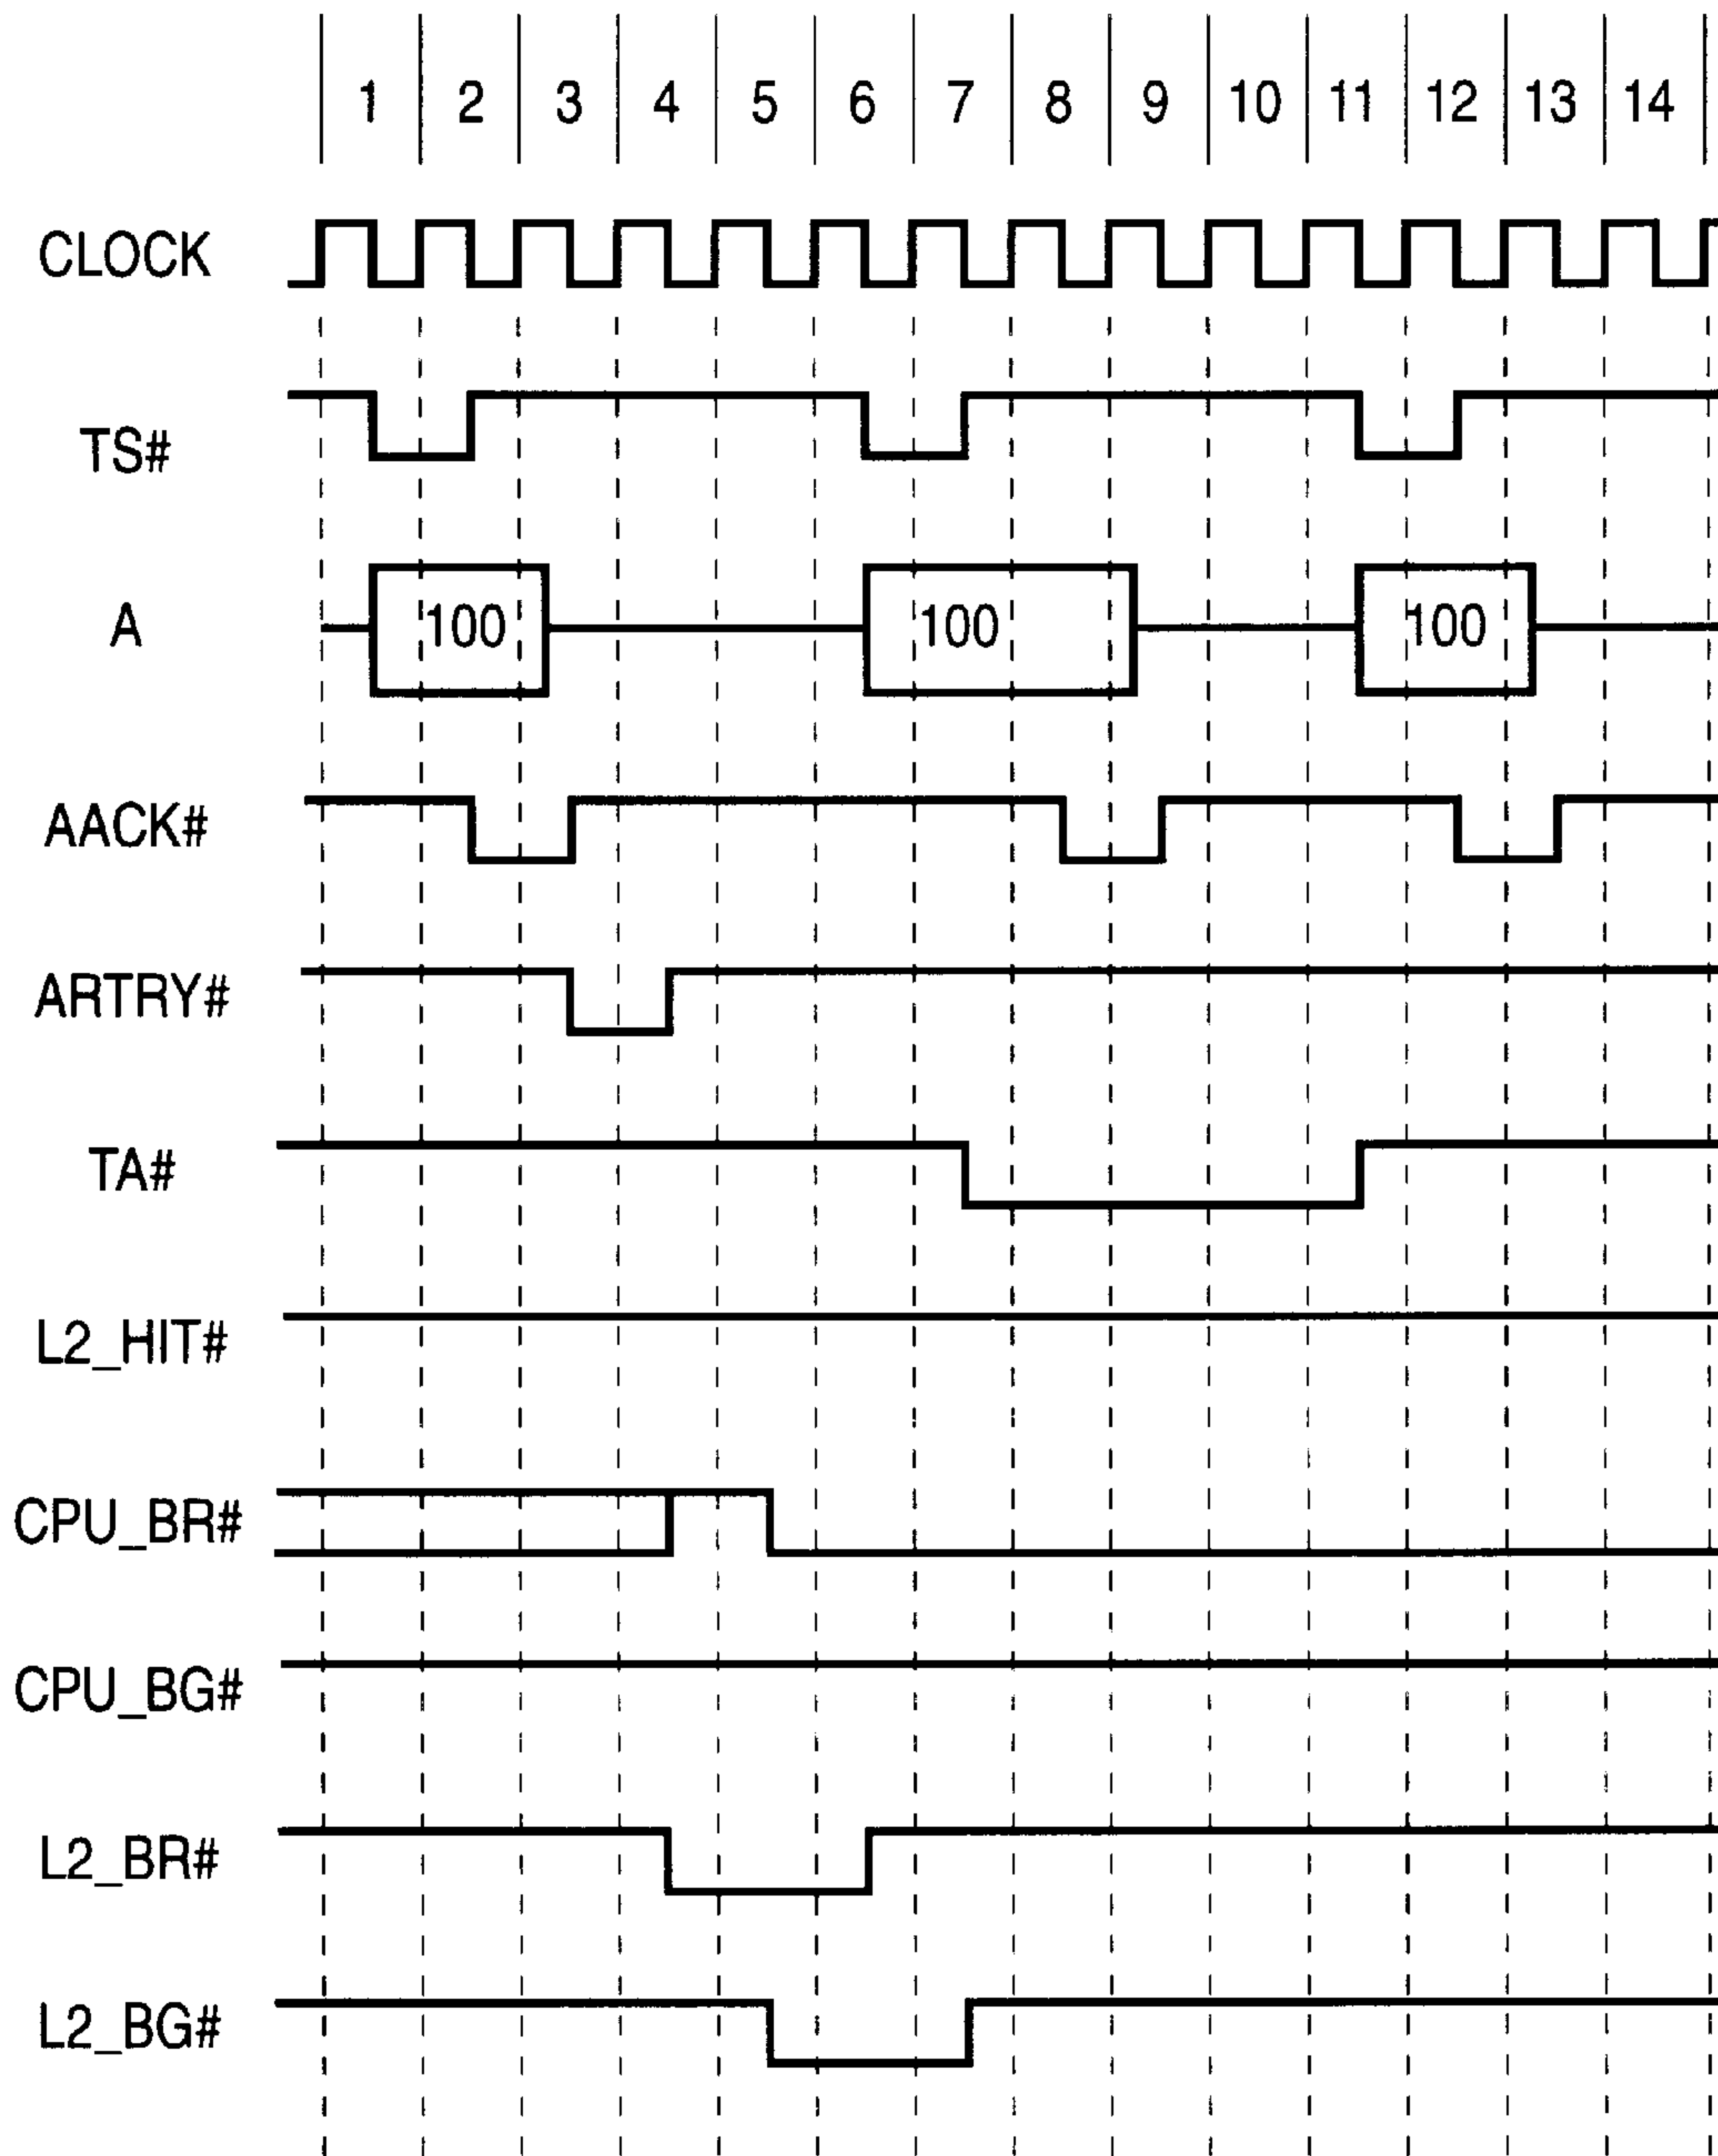 1 2 3 4 5 6 7 8 9 10 11 12 13 14
CLOCK
TS#
A 100 100 100
AACK#
ARTRY#
TA#
L2_HIT#
CPU_BR#
CPU_BG#
L2_BR#
L2_BG#